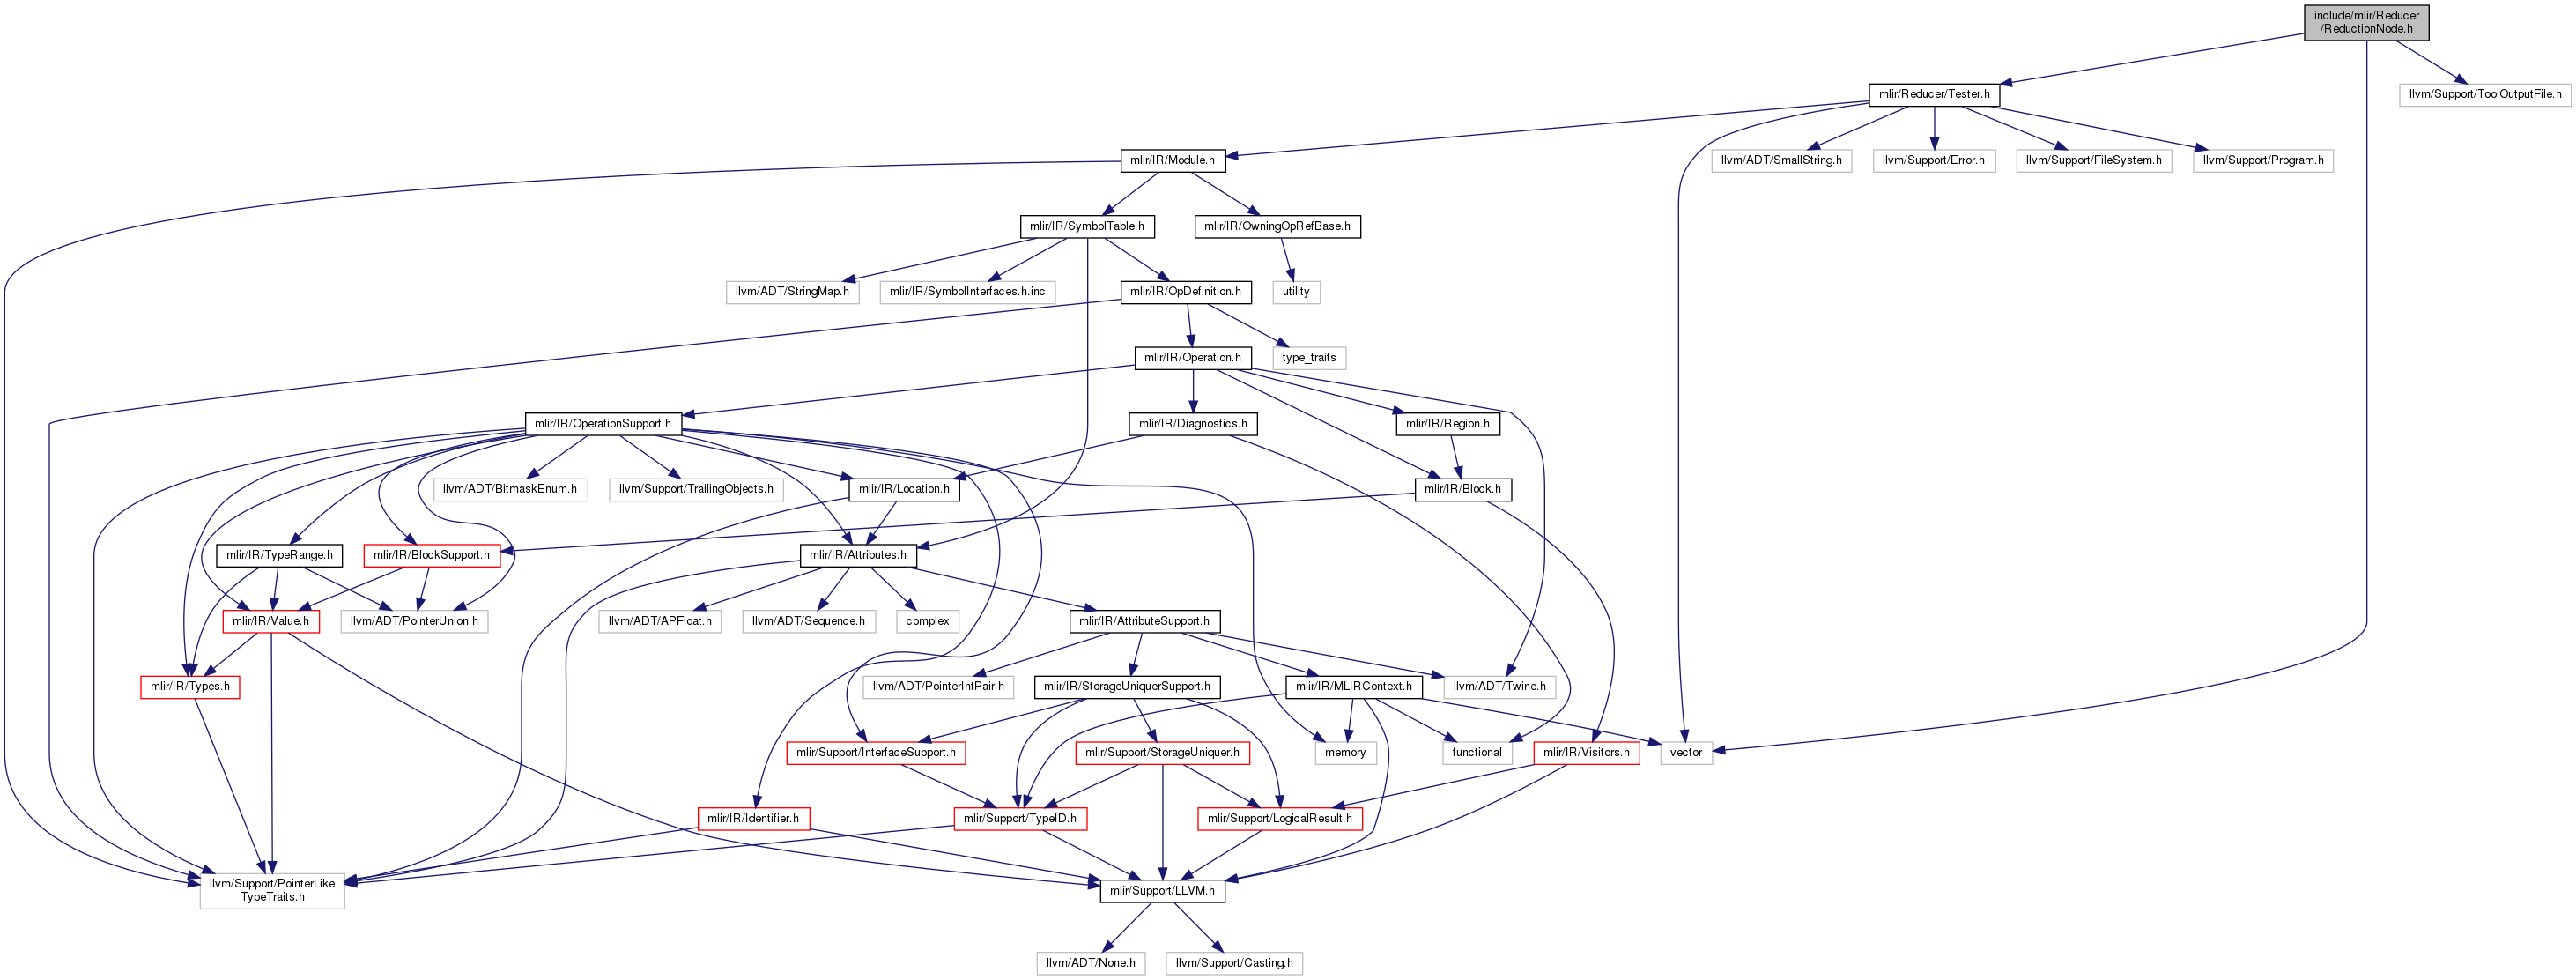 include/mlir/Reducer
/ReductionNode.h
mlir/Reducer/Tester.h
llvm/Support/ToolOutputFile.h
mlir/IR/Module.h
llvm/ADT/SmallString.h
llvm/Support/Error.h
llvm/Support/FileSystem.h
llvm/Support/Program.h
mlir/IR/SymbolTable.h
mlir/IR/OwningOpRefBase.h
llvm/ADT/StringMap.h
mlir/IR/SymbolInterfaces.h.inc
mlir/IR/OpDefinition.h
utility
mlir/IR/Operation.h
type_traits
mlir/IR/OperationSupport.h
mlir/IR/Diagnostics.h
mlir/IR/Region.h
llvm/ADT/BitmaskEnum.h
llvm/Support/TrailingObjects.h
mlir/IR/Location.h
mlir/IR/Block.h
mlir/IR/TypeRange.h
mlir/IR/BlockSupport.h
mlir/IR/Attributes.h
mlir/IR/Value.h
llvm/ADT/PointerUnion.h
llvm/ADT/APFloat.h
llvm/ADT/Sequence.h
complex
mlir/IR/AttributeSupport.h
mlir/IR/Types.h
llvm/ADT/PointerIntPair.h
mlir/IR/StorageUniquerSupport.h
mlir/IR/MLIRContext.h
llvm/ADT/Twine.h
mlir/Support/InterfaceSupport.h
mlir/Support/StorageUniquer.h
memory
functional
mlir/IR/Visitors.h
vector
mlir/IR/Identifier.h
mlir/Support/TypeID.h
mlir/Support/LogicalResult.h
llvm/Support/PointerLike
TypeTraits.h
mlir/Support/LLVM.h
llvm/ADT/None.h
llvm/Support/Casting.h